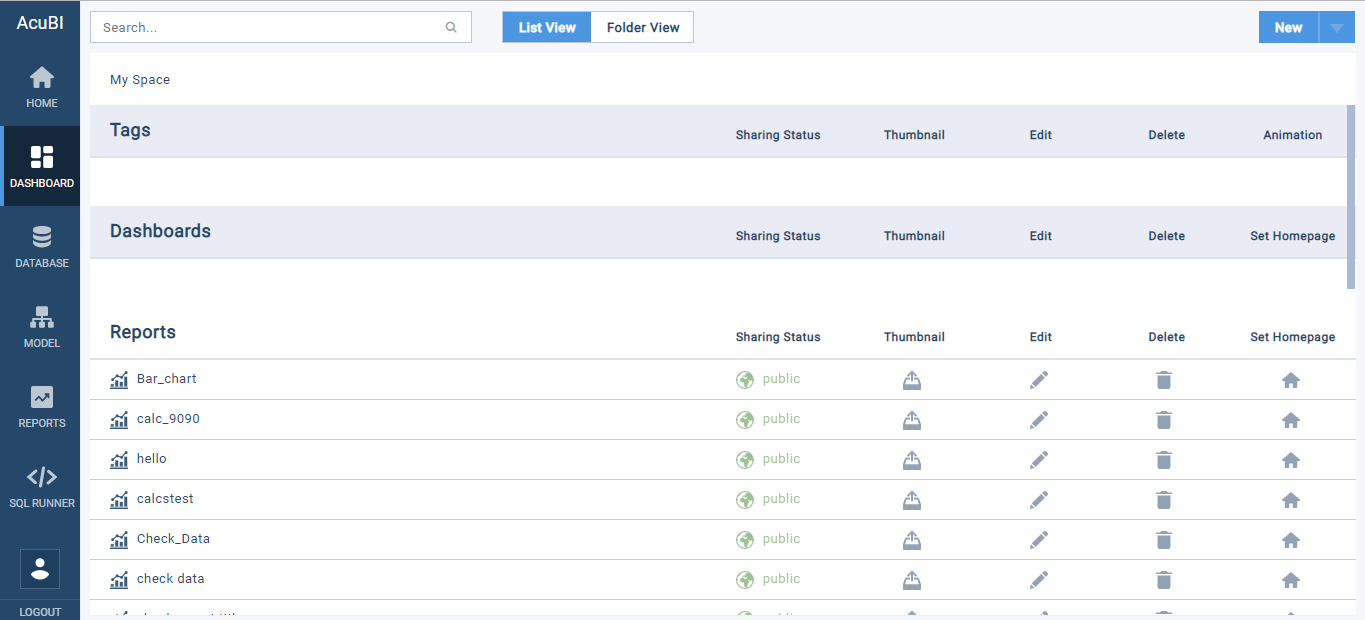 AcuBI
HOME
DASHBOARD
DATABASE
MODEL
REPORTS
SQL RUNNER
LOGOUT
Search...
List View
Folder View
New
My Space
Tags Sharing Status Thumbnail Edit Delete Animation
Dashboards Sharing Status Thumbnail Edit Delete Set Homepage
Reports Sharing Status Thumbnail Edit Delete Set Homepage
Bar_chart public
calc_9090 public
hello public
calcstest public
Check_Data public
check data public